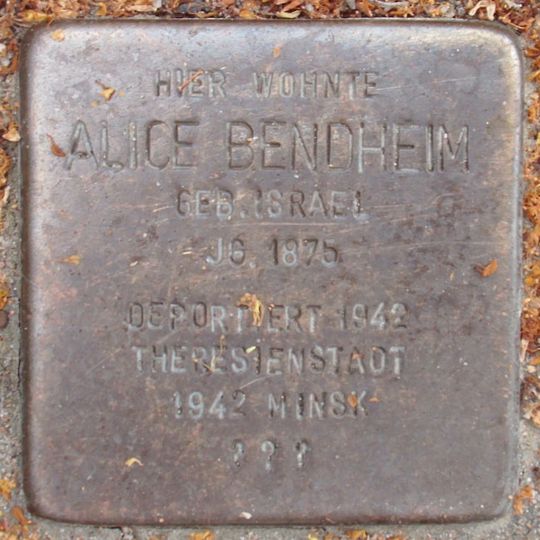 HIER WOHNTE
ALICE BENDHEIM
GEB. ISRAEL
JG. 1875
DEPORTIERT 1942
THERESIENSTADT
1942 MINSK
? ? ?